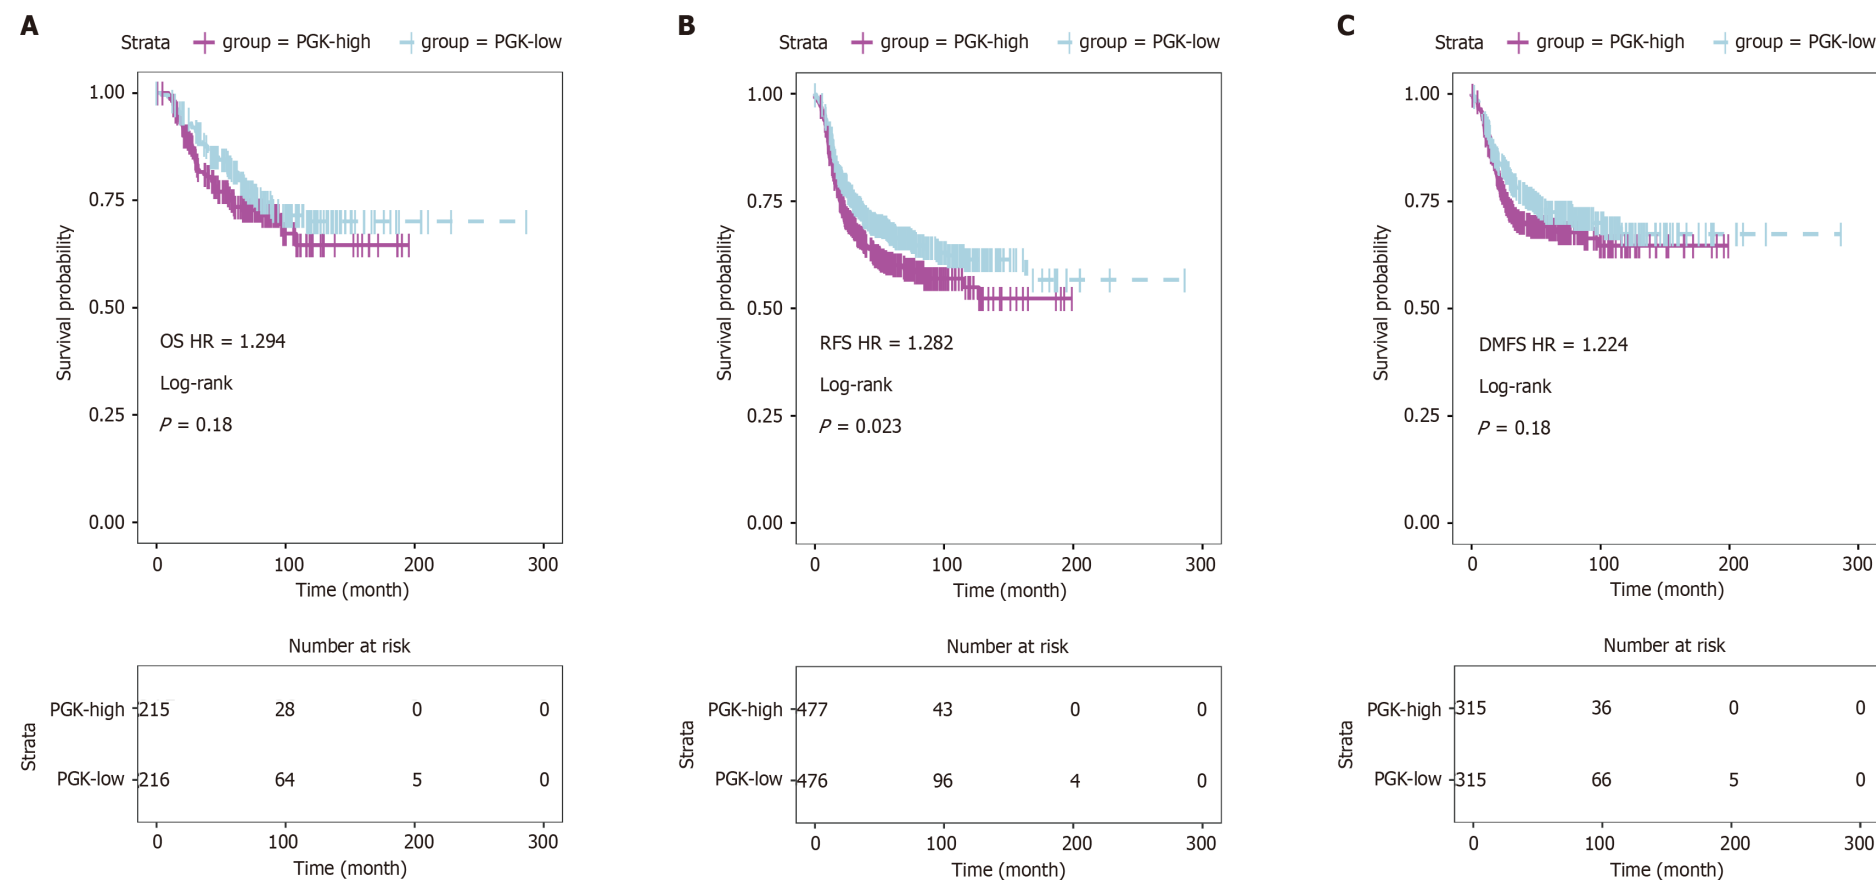 A
Strata group = PGK-high group = PGK-low
1.00
0.75
0.50
0.25
0.00
Survival probability
OS HR = 1.294
Log-rank
P = 0.18
0 100 200 300
Time (month)
Number at risk
Strata
PGK-high 215 28 0 0
PGK-low 216 64 5 0
0 100 200 300
Time (month)
B
Strata group = PGK-high group = PGK-low
1.00
0.75
0.50
0.25
0.00
Survival probability
RFS HR = 1.282
Log-rank
P = 0.023
0 100 200 300
Time (month)
Number at risk
Strata
PGK-high 477 43 0 0
PGK-low 476 96 4 0
0 100 200 300
Time (month)
C
Strata group = PGK-high group = PGK-low
1.00
0.75
0.50
0.25
0.00
Survival probability
DMFS HR = 1.224
Log-rank
P = 0.18
0 100 200 300
Time (month)
Number at risk
Strata
PGK-high 315 36 0 0
PGK-low 315 66 5 0
0 100 200 300
Time (month)